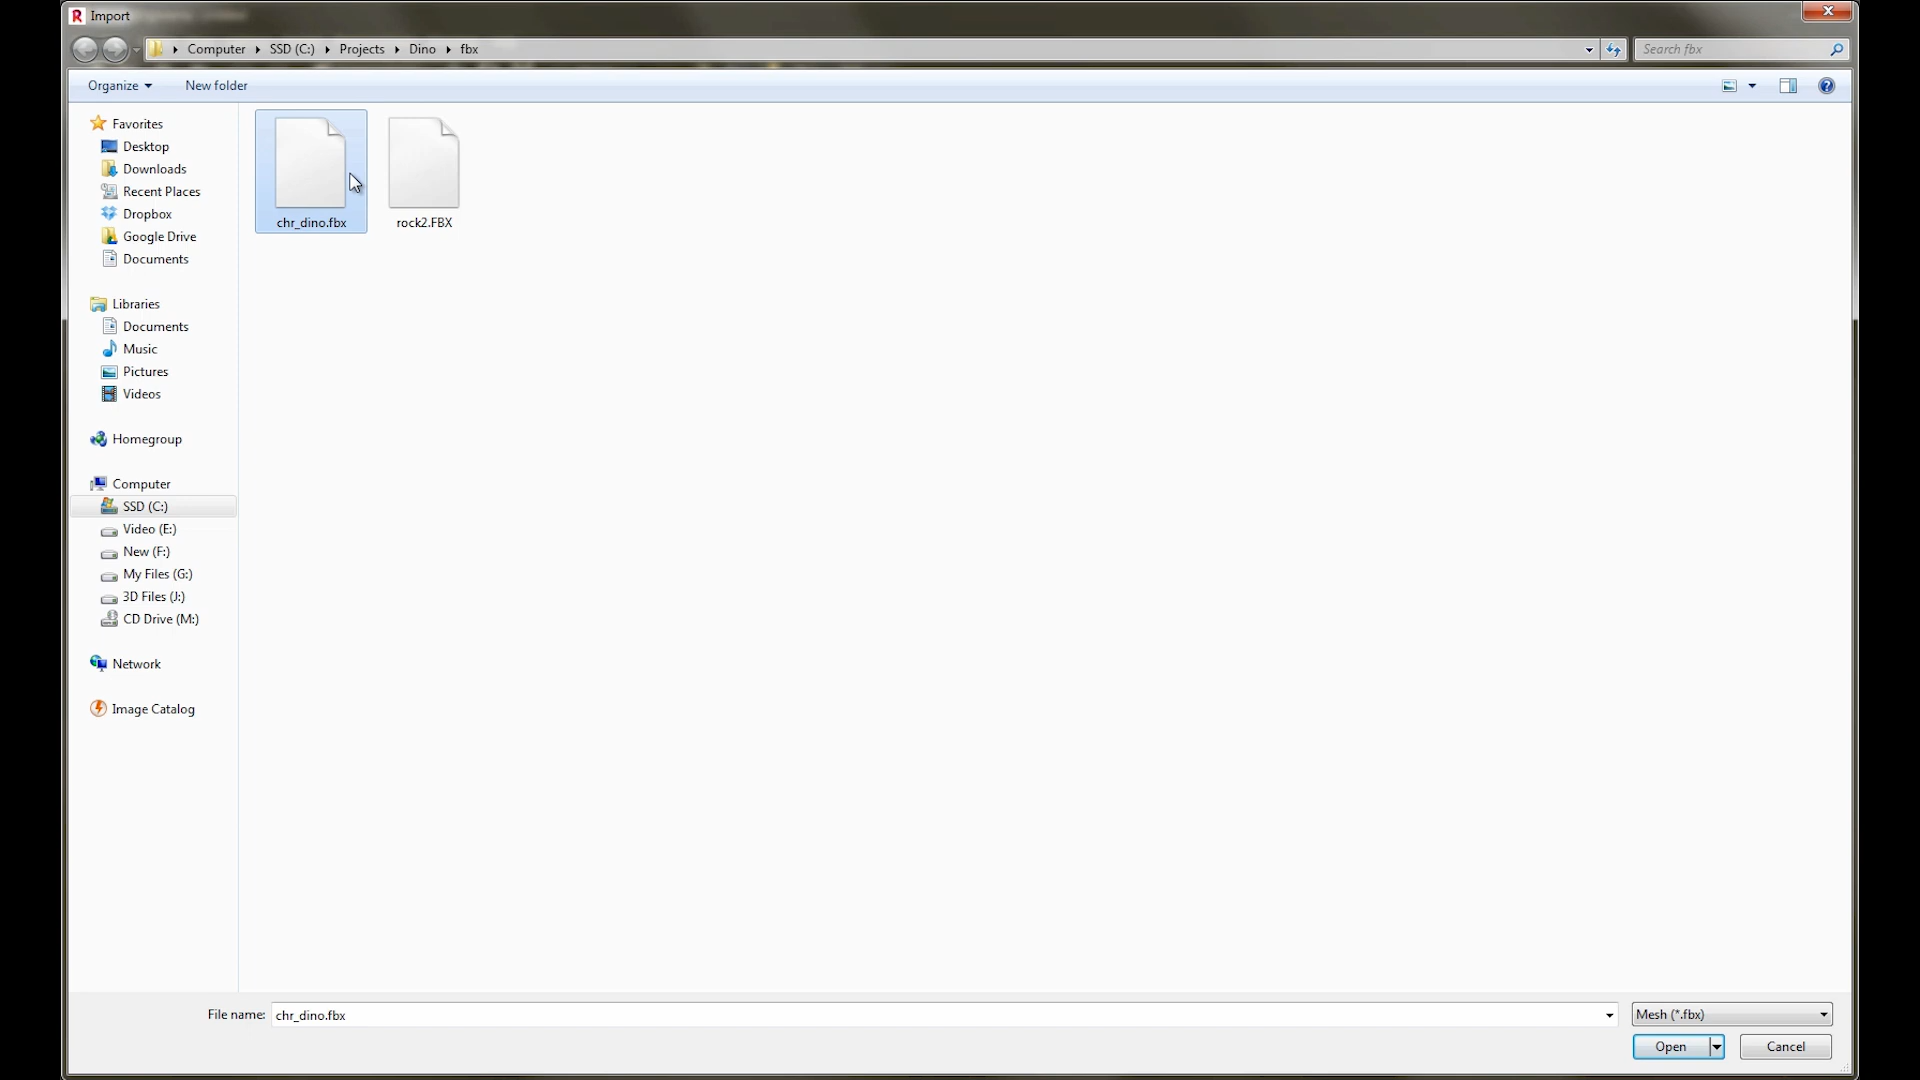 Import
Computer SSD (C:) Projects Dino fbx
Search fbx
Organize New folder
Favorites
Desktop
Downloads
Recent Places
Dropbox
Google Drive
Documents
Libraries
Documents
Music
Pictures
Videos
Homegroup
Computer
SSD (C:)
Video (E:)
New (F:)
My Files (G:)
3D Files (J:)
CD Drive (M:)
Network
Image Catalog
chr_dino.fbx
rock2.FBX
File name: chr_dino.fbx
Mesh (*.fbx)
Open Cancel